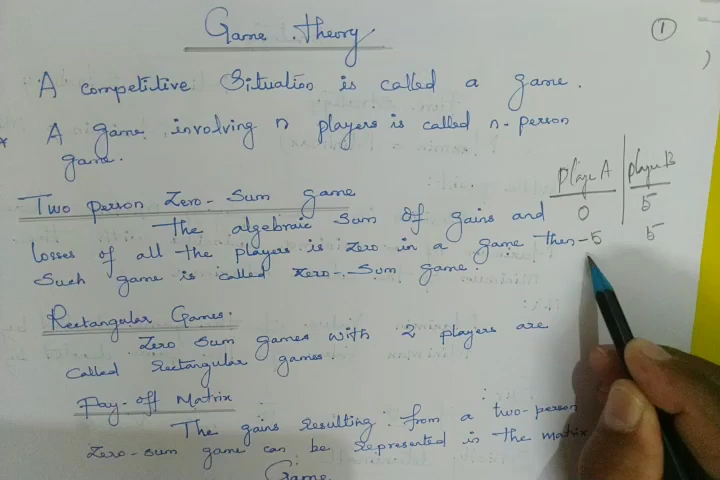 1
Game Theory
A competitive Situation is called a game.
* A game involving n players is called n-person
game.
Player A | Player B
0 5
-5 5
Two person Zero-Sum game
The algebraic sum of gains and
losses of all the players is zero in a game then
Such game is called zero-Sum game.
Rectangular Games:
Zero sum games with 2 players are
called rectangular games.
Pay-off Matrix
The gains resulting from a two-person
zero-sum game can be represented in the matrix
Game